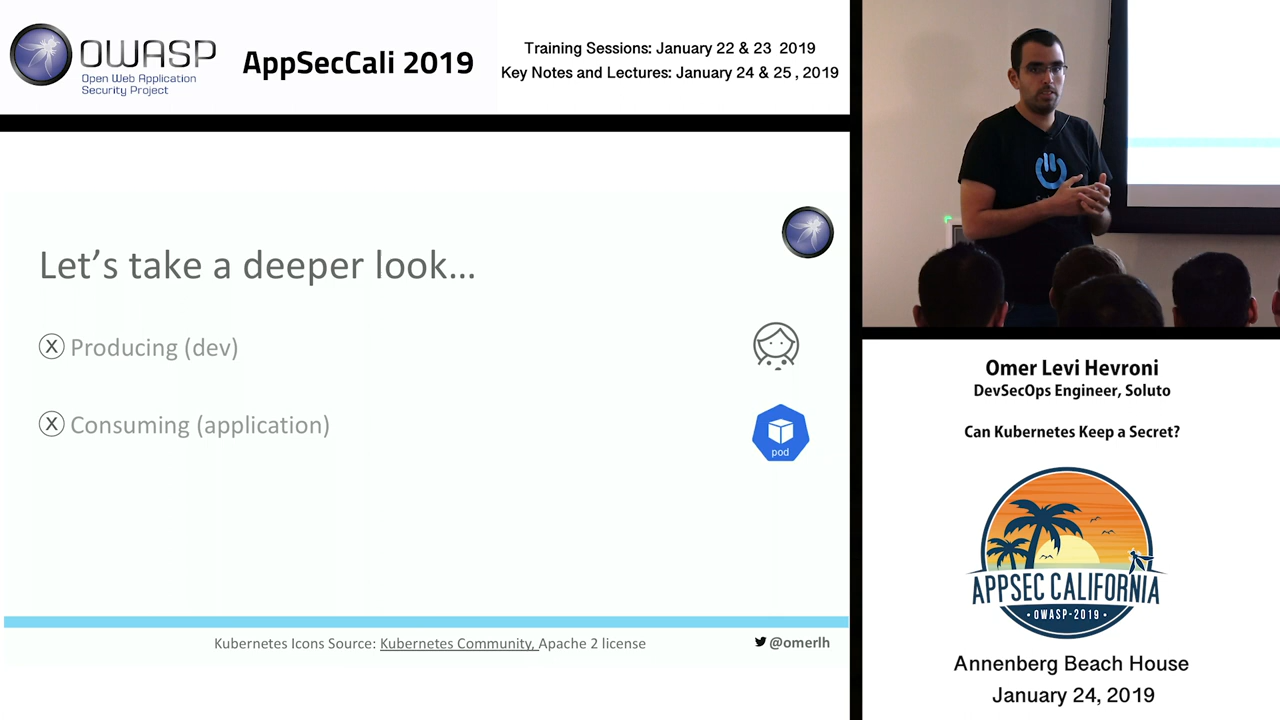 OWASP
Open Web Application
Security Project
AppSecCali 2019
Training Sessions: January 22 & 23 2019
Key Notes and Lectures: January 24 & 25 , 2019
Let's take a deeper look...
X Producing (dev)
X Consuming (application)
pod
Kubernetes Icons Source: Kubernetes Community, Apache 2 license
@omerlh
Omer Levi Hevroni
DevSecOps Engineer, Soluto
Can Kubernetes Keep a Secret?
APPSEC CALIFORNIA
• OWASP-2019 •
Annenberg Beach House
January 24, 2019